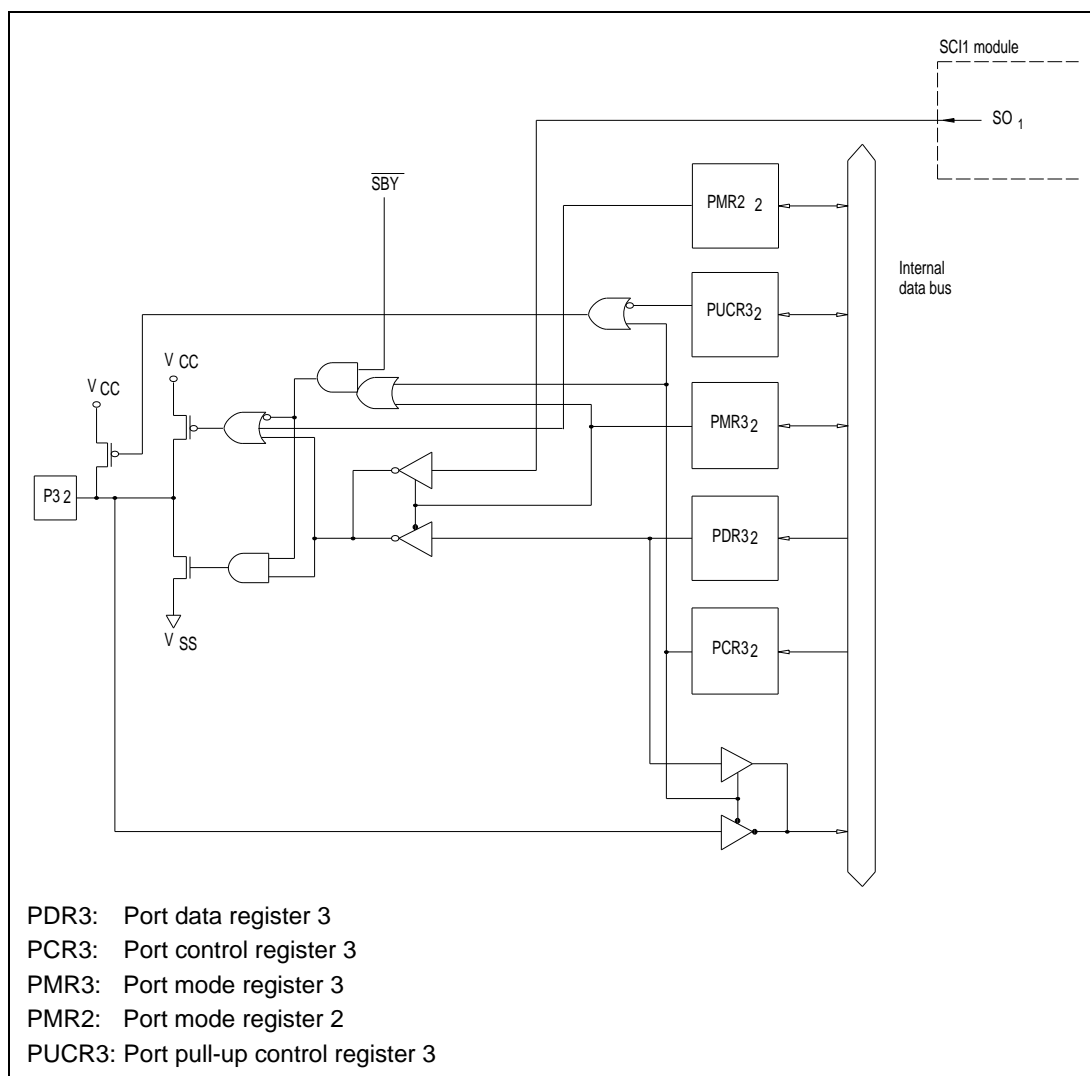 SCI1 module
SO 1
SBY
PMR2 2
Internal
data bus
PUCR3 2
V CC
V CC
PMR3 2
P3 2
PDR3 2
V SS
PCR3 2
PDR3: Port data register 3
PCR3: Port control register 3
PMR3: Port mode register 3
PMR2: Port mode register 2
PUCR3: Port pull-up control register 3